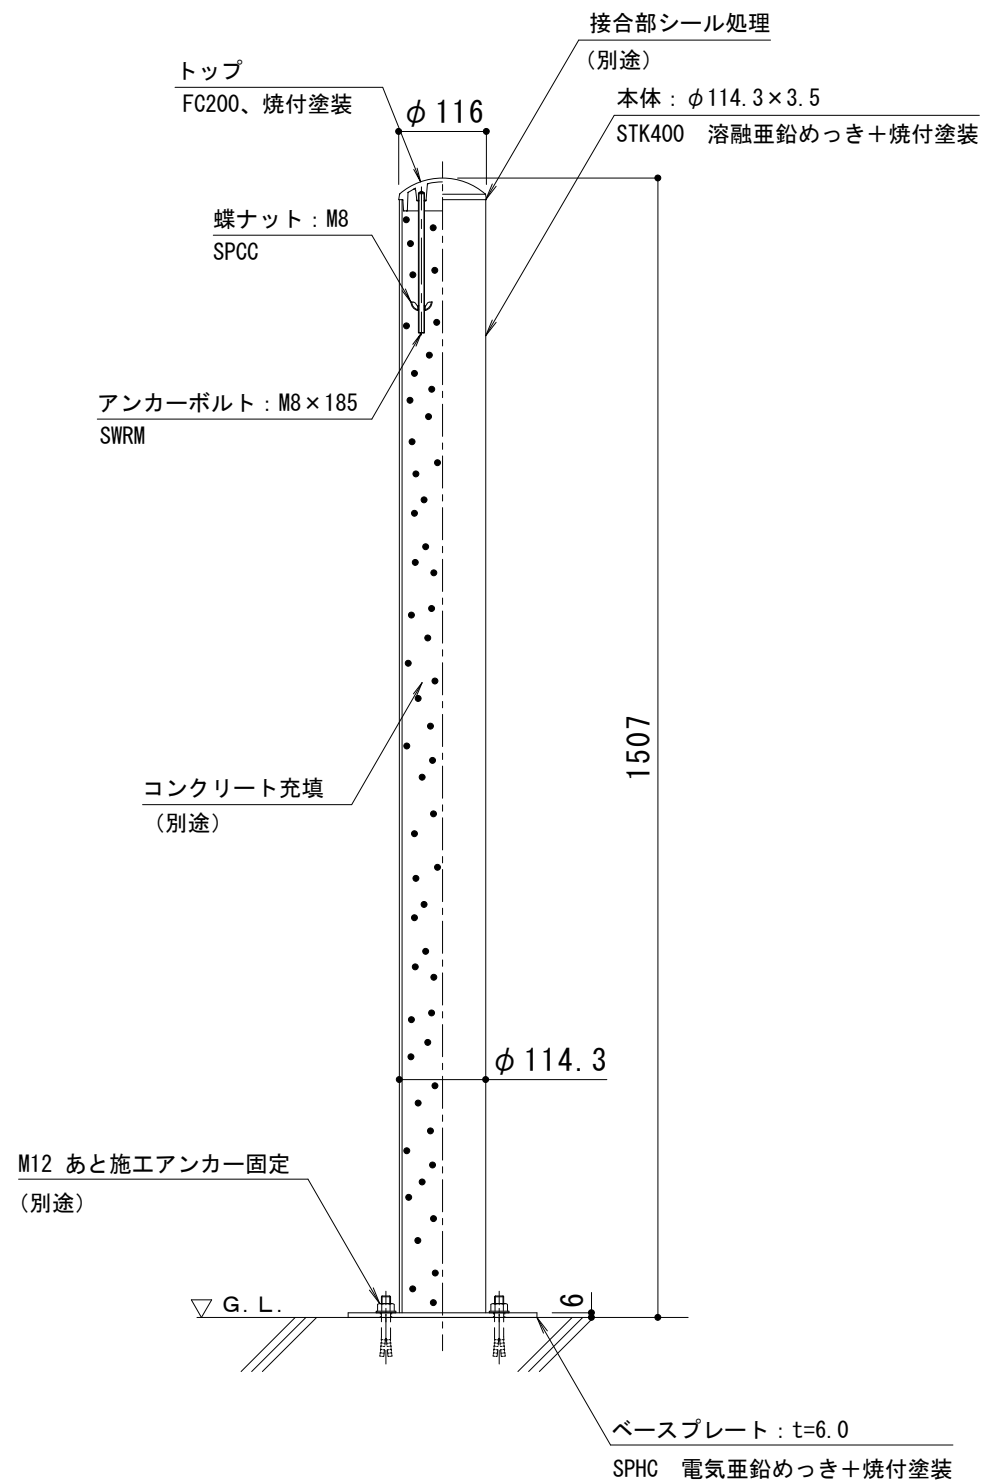 接合部シール処理
（別途）
トップ
FC200、焼付塗装
φ116
本体：φ114.3×3.5
STK400　溶融亜鉛めっき＋焼付塗装
蝶ナット：M8
SPCC
アンカーボルト：M8×185
SWRM
1507
コンクリート充填
（別途）
φ114.3
M12 あと施工アンカー固定
（別途）
G.L.
6
ベースプレート：t=6.0
SPHC　電気亜鉛めっき＋焼付塗装